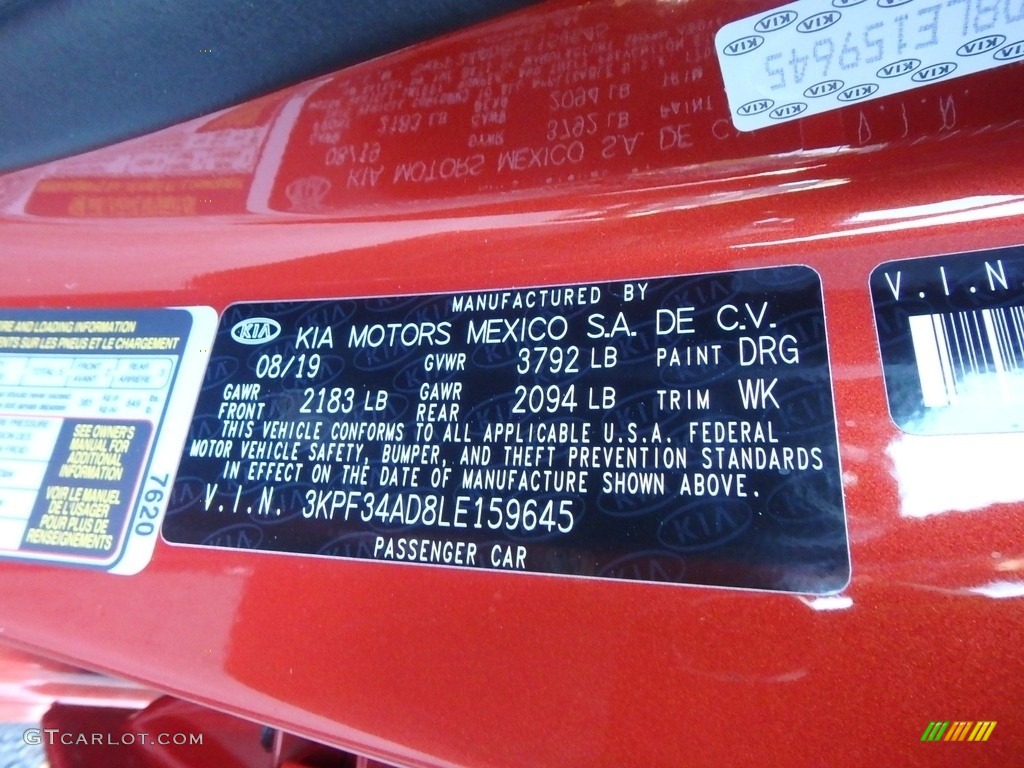 MANUFACTURED BY
KIA KIA MOTORS MEXICO S.A. DE C.V.
08/19 GVWR 3792 LB PAINT DRG
GAWR FRONT 2183 LB GAWR REAR 2094 LB TRIM WK
THIS VEHICLE CONFORMS TO ALL APPLICABLE U.S.A. FEDERAL
MOTOR VEHICLE SAFETY, BUMPER, AND THEFT PREVENTION STANDARDS
IN EFFECT ON THE DATE OF MANUFACTURE SHOWN ABOVE.
V.I.N. 3KPF34AD8LE159645
PASSENGER CAR
V.I.N
TIRE AND LOADING INFORMATION
SEE OWNER'S
MANUAL FOR
ADDITIONAL
INFORMATION
VOIR LE MANUEL
DE L'USAGER
POUR PLUS DE
RENSEIGNEMENTS
7620
GTCARLOT.COM